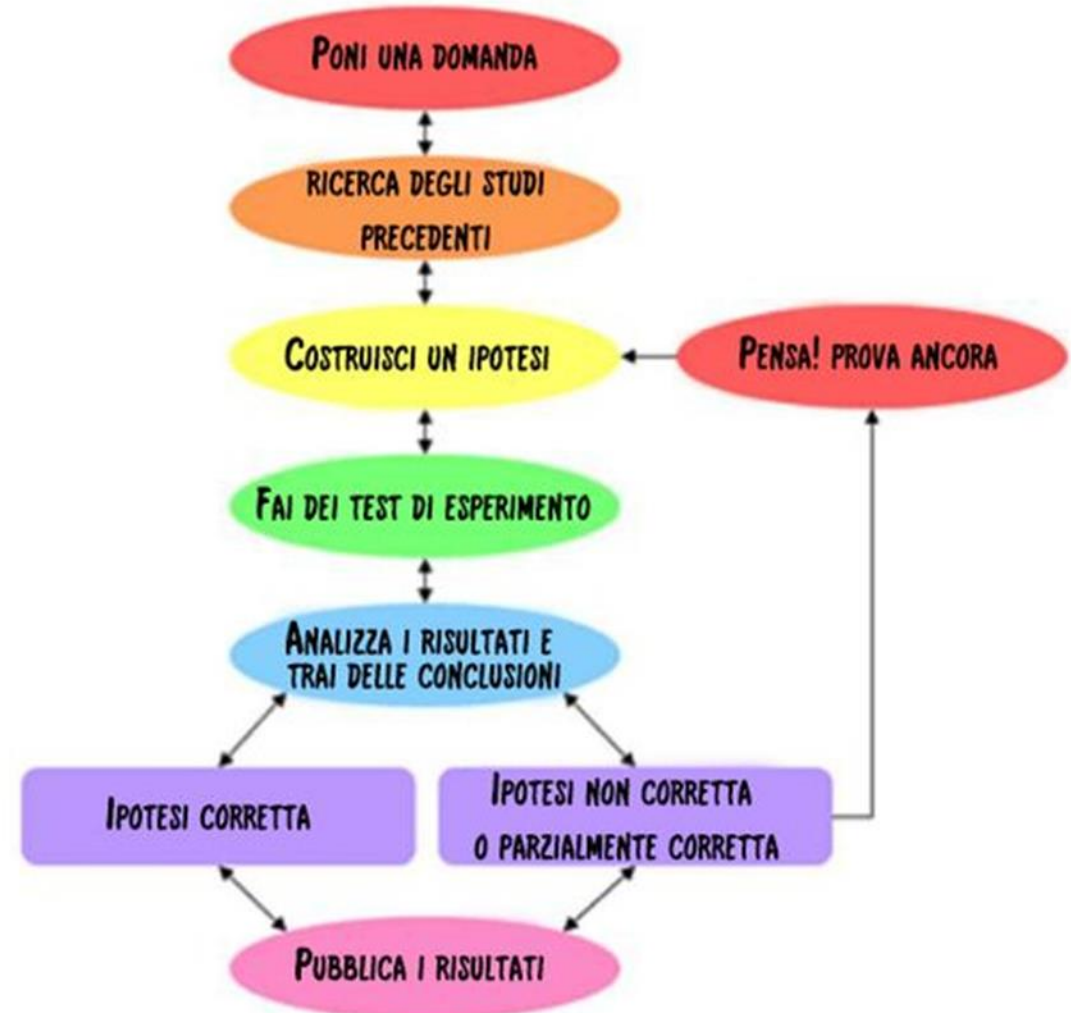 Poni una domanda
ricerca degli studi
precedenti
Costruisci un ipotesi
Pensa! prova ancora
Fai dei test di esperimento
Analizza i risultati e
trai delle conclusioni
Ipotesi corretta
Ipotesi non corretta
o parzialmente corretta
Pubblica i risultati